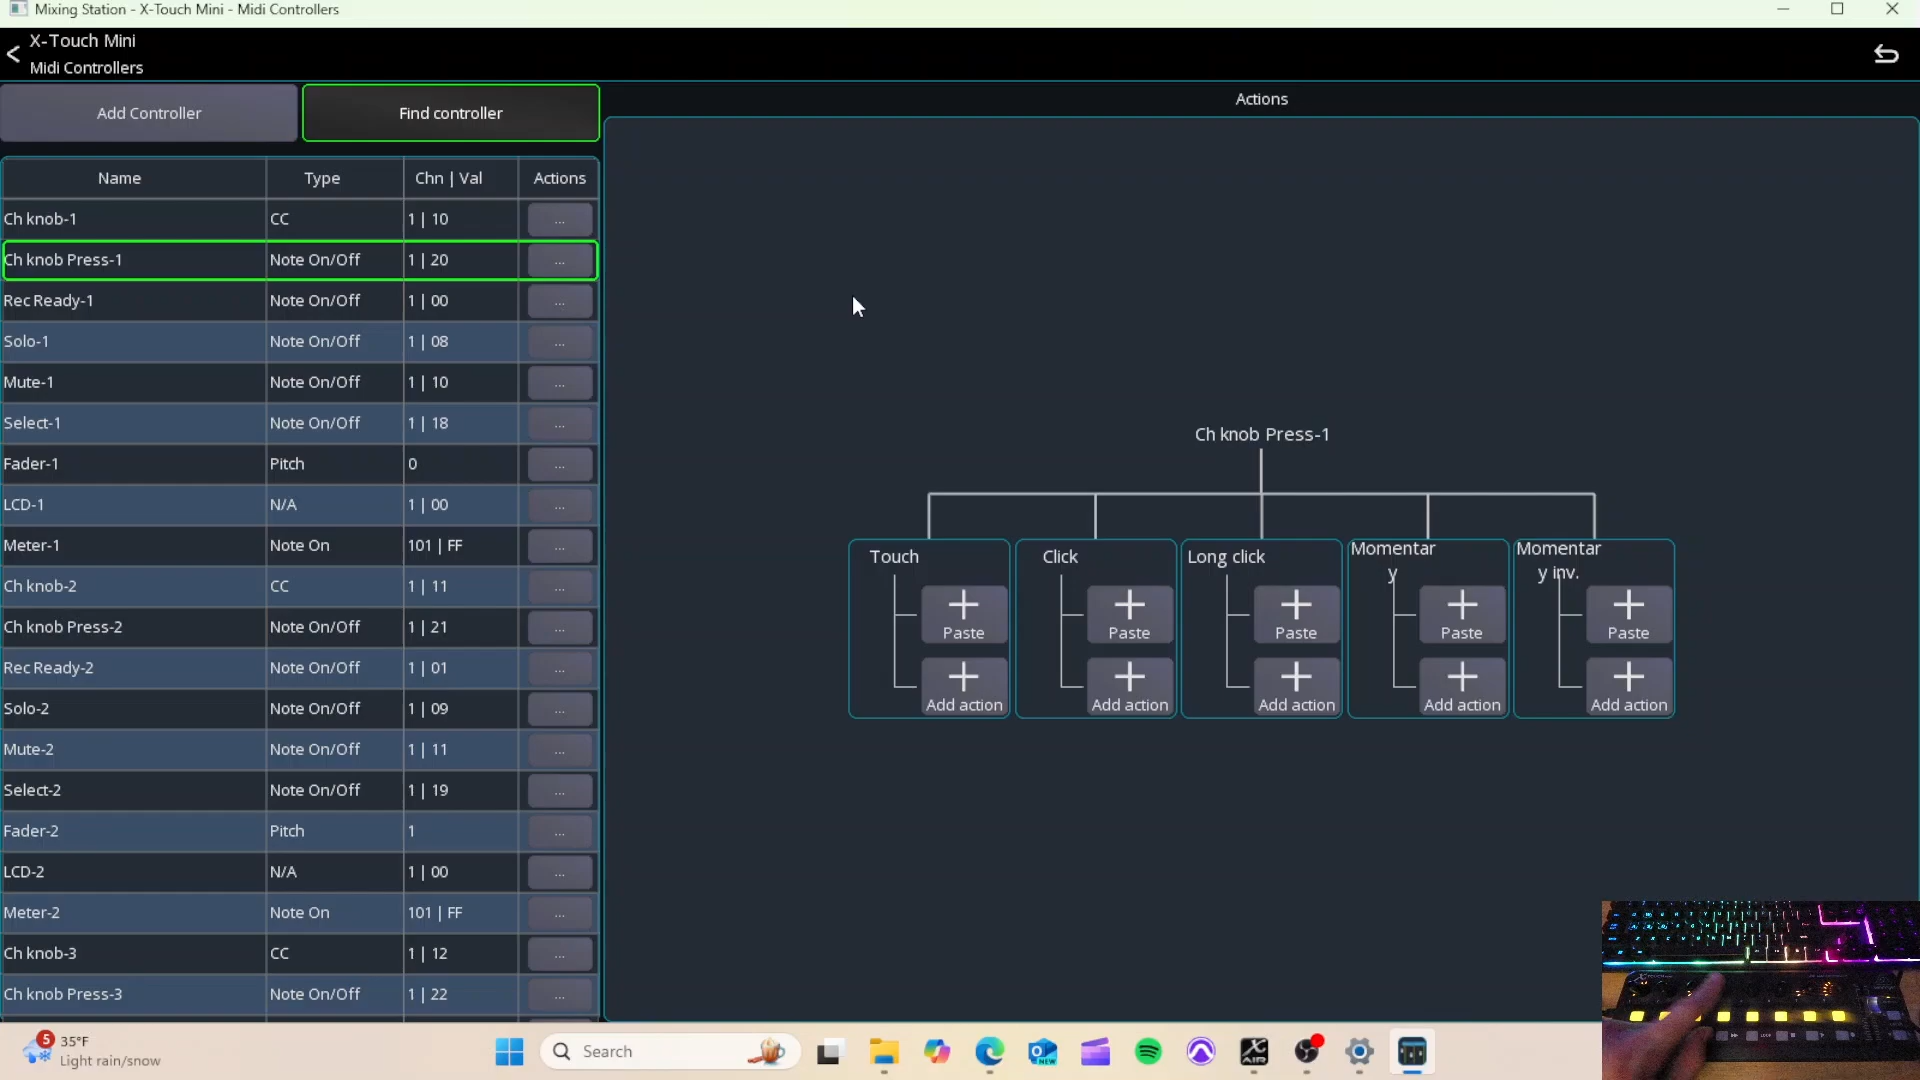 Mixing Station - X-Touch Mini - Midi Controllers
X-Touch Mini
Midi Controllers
Add Controller
Find controller
Actions
Name Type Chn | Val Actions
Ch knob-1 CC 1 | 10 ...
Ch knob Press-1 Note On/Off 1 | 20 ...
Rec Ready-1 Note On/Off 1 | 00 ...
Solo-1 Note On/Off 1 | 08 ...
Mute-1 Note On/Off 1 | 10 ...
Select-1 Note On/Off 1 | 18 ...
Fader-1 Pitch 0 ...
LCD-1 N/A 1 | 00 ...
Meter-1 Note On 101 | FF ...
Ch knob-2 CC 1 | 11 ...
Ch knob Press-2 Note On/Off 1 | 21 ...
Rec Ready-2 Note On/Off 1 | 01 ...
Solo-2 Note On/Off 1 | 09 ...
Mute-2 Note On/Off 1 | 11 ...
Select-2 Note On/Off 1 | 19 ...
Fader-2 Pitch 1 ...
LCD-2 N/A 1 | 00 ...
Meter-2 Note On 101 | FF ...
Ch knob-3 CC 1 | 12 ...
Ch knob Press-3 Note On/Off 1 | 22 ...
Ch knob Press-1
Touch
Paste
Add action
Click
Paste
Add action
Long click
Paste
Add action
Momentar
y
Paste
Add action
Momentar
y inv.
Paste
Add action
5
35°F
Light rain/snow
Search
NEW
X AIR